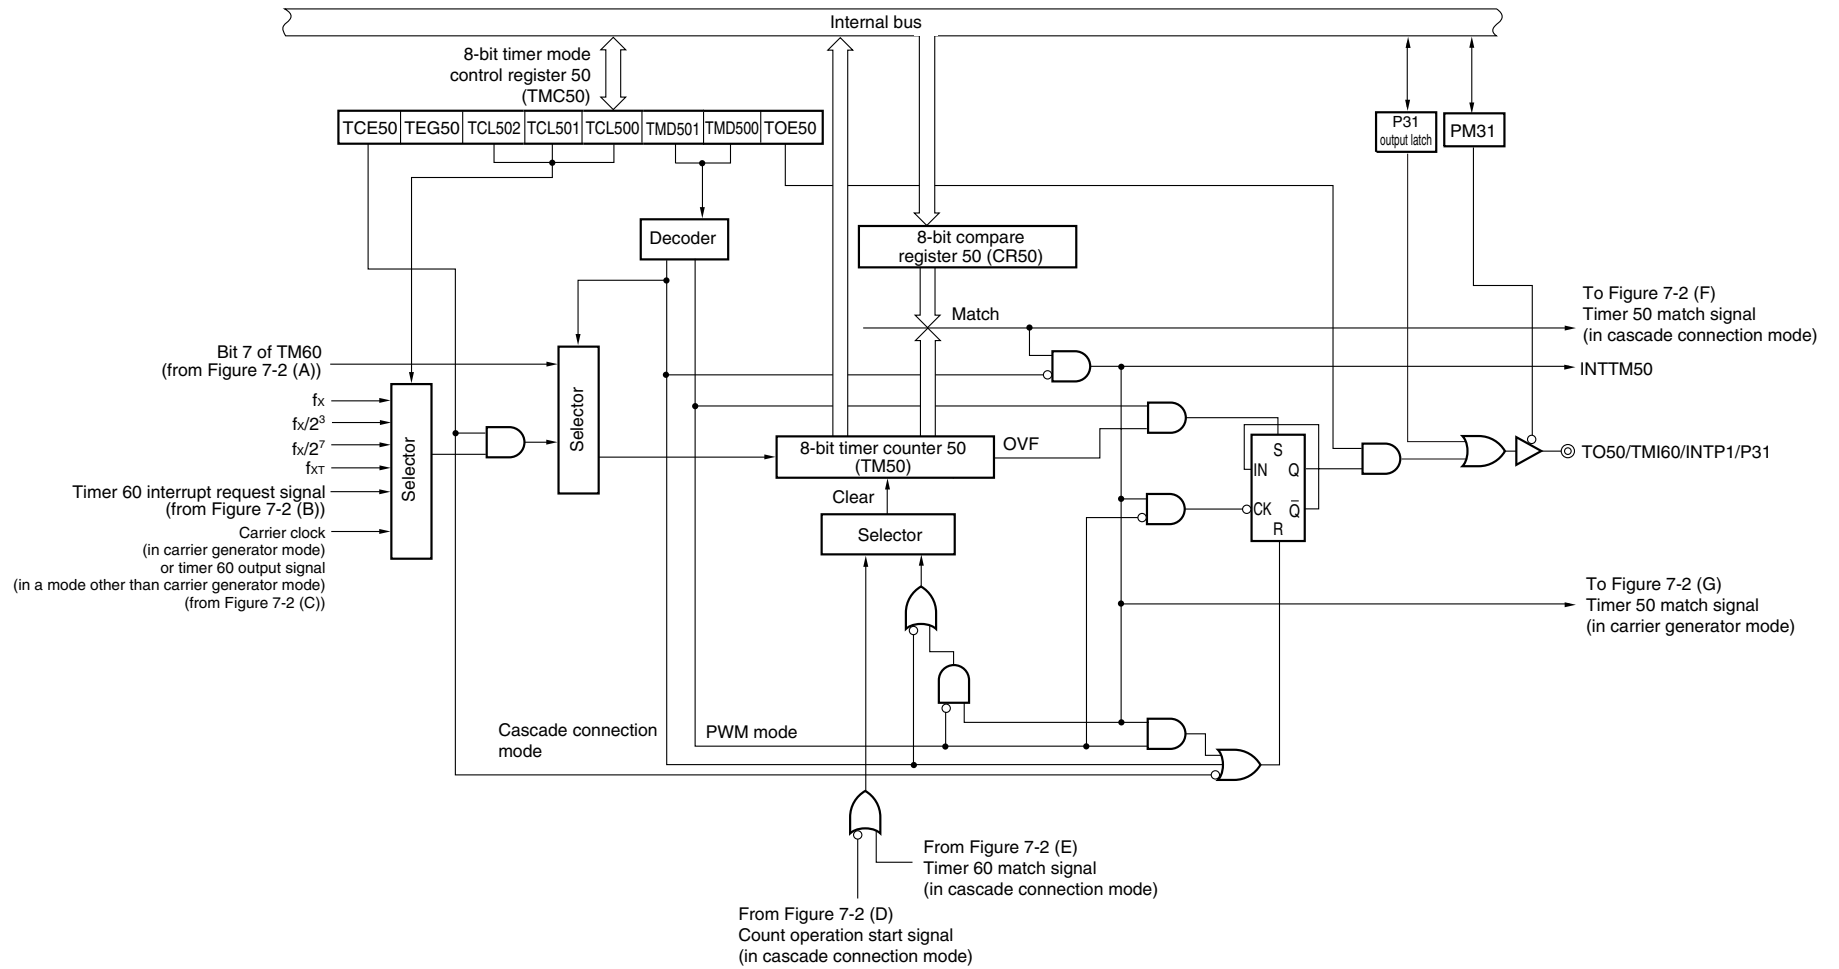 Internal bus
8-bit timer mode
control register 50
(TMC50)
TCE50 TEG50 TCL502 TCL501 TCL500 TMD501 TMD500 TOE50
P31
output latch
PM31
Decoder
8-bit compare
register 50 (CR50)
Match
To Figure 7-2 (F)
Timer 50 match signal
(in cascade connection mode)
INTTM50
Bit 7 of TM60
(from Figure 7-2 (A))
Selector
fX
fX/2³
fX/2⁷
fXT
Timer 60 interrupt request signal
(from Figure 7-2 (B))
Carrier clock
(in carrier generator mode)
or timer 60 output signal
(in a mode other than carrier generator mode)
(from Figure 7-2 (C))
Selector
8-bit timer counter 50
(TM50)
OVF
Clear
Selector
S
IN Q
CK Q̅
R
TO50/TMI60/INTP1/P31
To Figure 7-2 (G)
Timer 50 match signal
(in carrier generator mode)
Cascade connection
mode
PWM mode
From Figure 7-2 (E)
Timer 60 match signal
(in cascade connection mode)
From Figure 7-2 (D)
Count operation start signal
(in cascade connection mode)